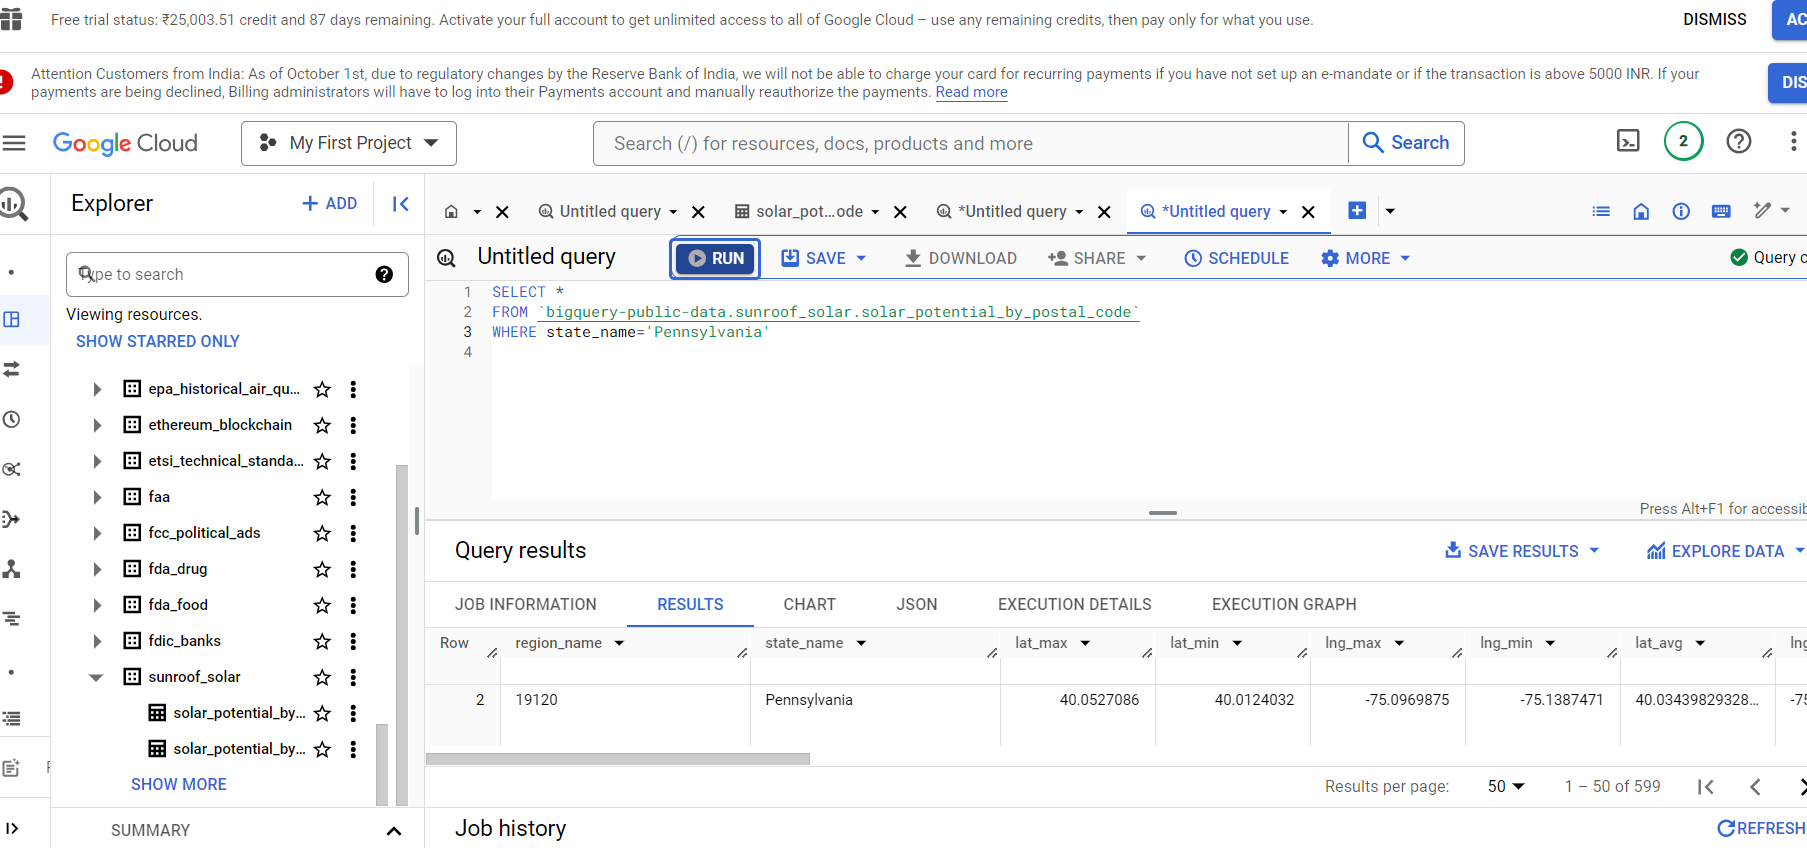 Free trial status: ₹25,003.51 credit and 87 days remaining. Activate your full account to get unlimited access to all of Google Cloud – use any remaining credits, then pay only for what you use.
DISMISS
AC
Attention Customers from India: As of October 1st, due to regulatory changes by the Reserve Bank of India, we will not be able to charge your card for recurring payments if you have not set up an e-mandate or if the transaction is above 5000 INR. If your
payments are being declined, Billing administrators will have to log into their Payments account and manually reauthorize the payments. Read more
DIS
Google Cloud
My First Project
Search (/) for resources, docs, products and more
Search
2
Explorer
+ ADD
Untitled query
solar_pot...ode
*Untitled query
*Untitled query
Type to search
Viewing resources.
SHOW STARRED ONLY
epa_historical_air_qu...
ethereum_blockchain
etsi_technical_standa...
faa
fcc_political_ads
fda_drug
fda_food
fdic_banks
sunroof_solar
solar_potential_by...
solar_potential_by...
SHOW MORE
SUMMARY
Untitled query
RUN
SAVE
DOWNLOAD
SHARE
SCHEDULE
MORE
Query c
1 SELECT *
2 FROM `bigquery-public-data.sunroof_solar.solar_potential_by_postal_code`
3 WHERE state_name='Pennsylvania'
4
Press Alt+F1 for accessib
Query results
SAVE RESULTS
EXPLORE DATA
JOB INFORMATION
RESULTS
CHART
JSON
EXECUTION DETAILS
EXECUTION GRAPH
Row region_name state_name lat_max lat_min lng_max lng_min lat_avg lng
2 19120 Pennsylvania 40.0527086 40.0124032 -75.0969875 -75.1387471 40.03439829328... -75
Results per page: 50 1 – 50 of 599
Job history
REFRESH